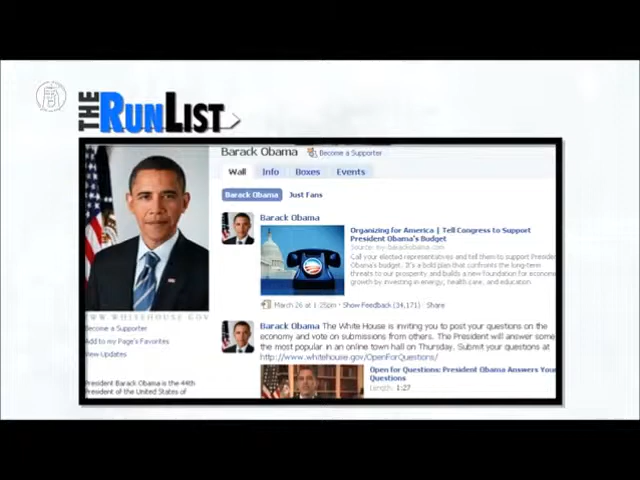 THE RUNLIST
Barack Obama
Become a Supporter
Wall Info Boxes Events
Barack Obama Just Fans
Barack Obama
Organizing for America | Tell Congress to Support
President Obama's Budget
Source: my.barackobama.com
Call your elected representatives and tell them to support Preside
Obama's budget. It's a bold plan that confronts the long-term
threats to our prosperity and builds a new foundation for econom
growth by investing in energy, health care, and education.
March 26 at 1:25pm · Show Feedback (34,171) Share
WWW.WHITEHOUSE.GOV
Become a Supporter
Add to my Page's Favorites
View Updates
President Barack Obama is the 44th
President of the United States of
Barack Obama The White House is inviting you to post your questions on the
economy and vote on submissions from others. The President will answer some
the most popular in an online town hall on Thursday. Submit your questions at
http://www.whitehouse.gov/OpenForQuestions/
Open for Questions: President Obama Answers Your
Questions
Length: 1:27